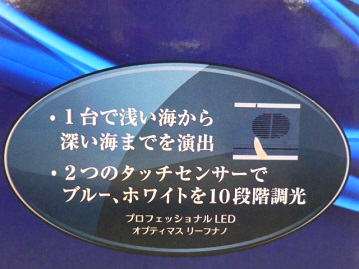 ・1台で浅い海から
深い海までを演出
・2つのタッチセンサーで
ブルー、ホワイトを10段階調光
プロフェッショナルLED
オプティマス リーフナノ